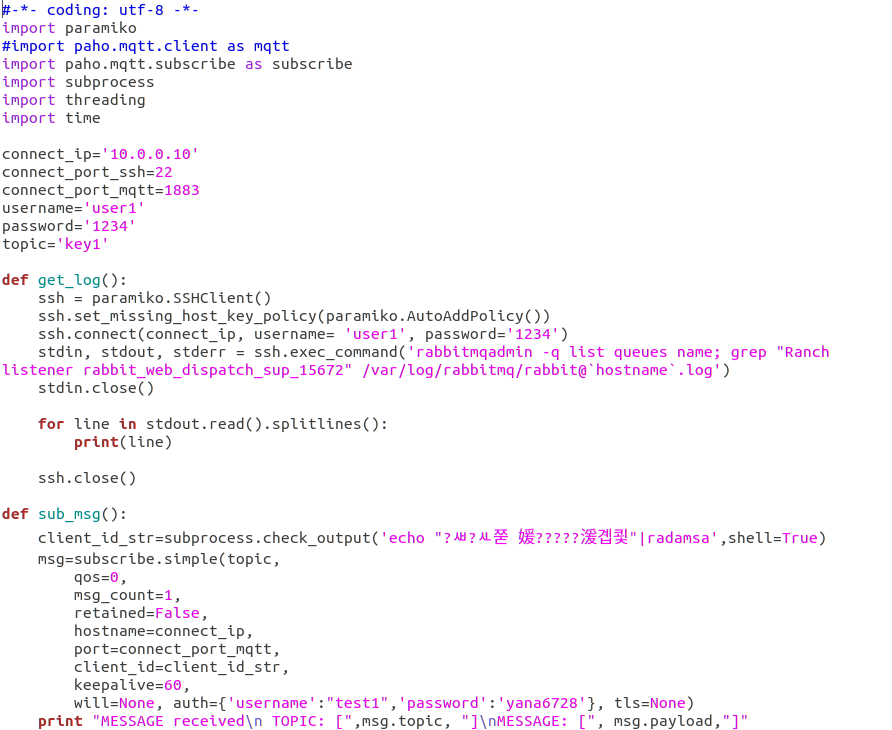 #-*- coding: utf-8 -*-
import paramiko
#import paho.mqtt.client as mqtt
import paho.mqtt.subscribe as subscribe
import subprocess
import threading
import time
connect_ip='10.0.0.10'
connect_port_ssh=22
connect_port_mqtt=1883
username='user1'
password='1234'
topic='key1'
def get_log():
    ssh = paramiko.SSHClient()
    ssh.set_missing_host_key_policy(paramiko.AutoAddPolicy())
    ssh.connect(connect_ip, username= 'user1', password='1234')
    stdin, stdout, stderr = ssh.exec_command('rabbitmqadmin -q list queues name; grep "Ranch
listener rabbit_web_dispatch_sup_15672" /var/log/rabbitmq/rabbit@`hostname`.log')
    stdin.close()
    for line in stdout.read().splitlines():
        print(line)
    ssh.close()
def sub_msg():
    client_id_str=subprocess.check_output('echo "?쌔?ㅆ쭏 媛?????湲곕쾿"|radamsa',shell=True)
    msg=subscribe.simple(topic,
        qos=0,
        msg_count=1,
        retained=False,
        hostname=connect_ip,
        port=connect_port_mqtt,
        client_id=client_id_str,
        keepalive=60,
        will=None, auth={'username':"test1",'password':'yana6728'}, tls=None)
    print "MESSAGE received\n TOPIC: [",msg.topic, "]\nMESSAGE: [", msg.payload,"]"